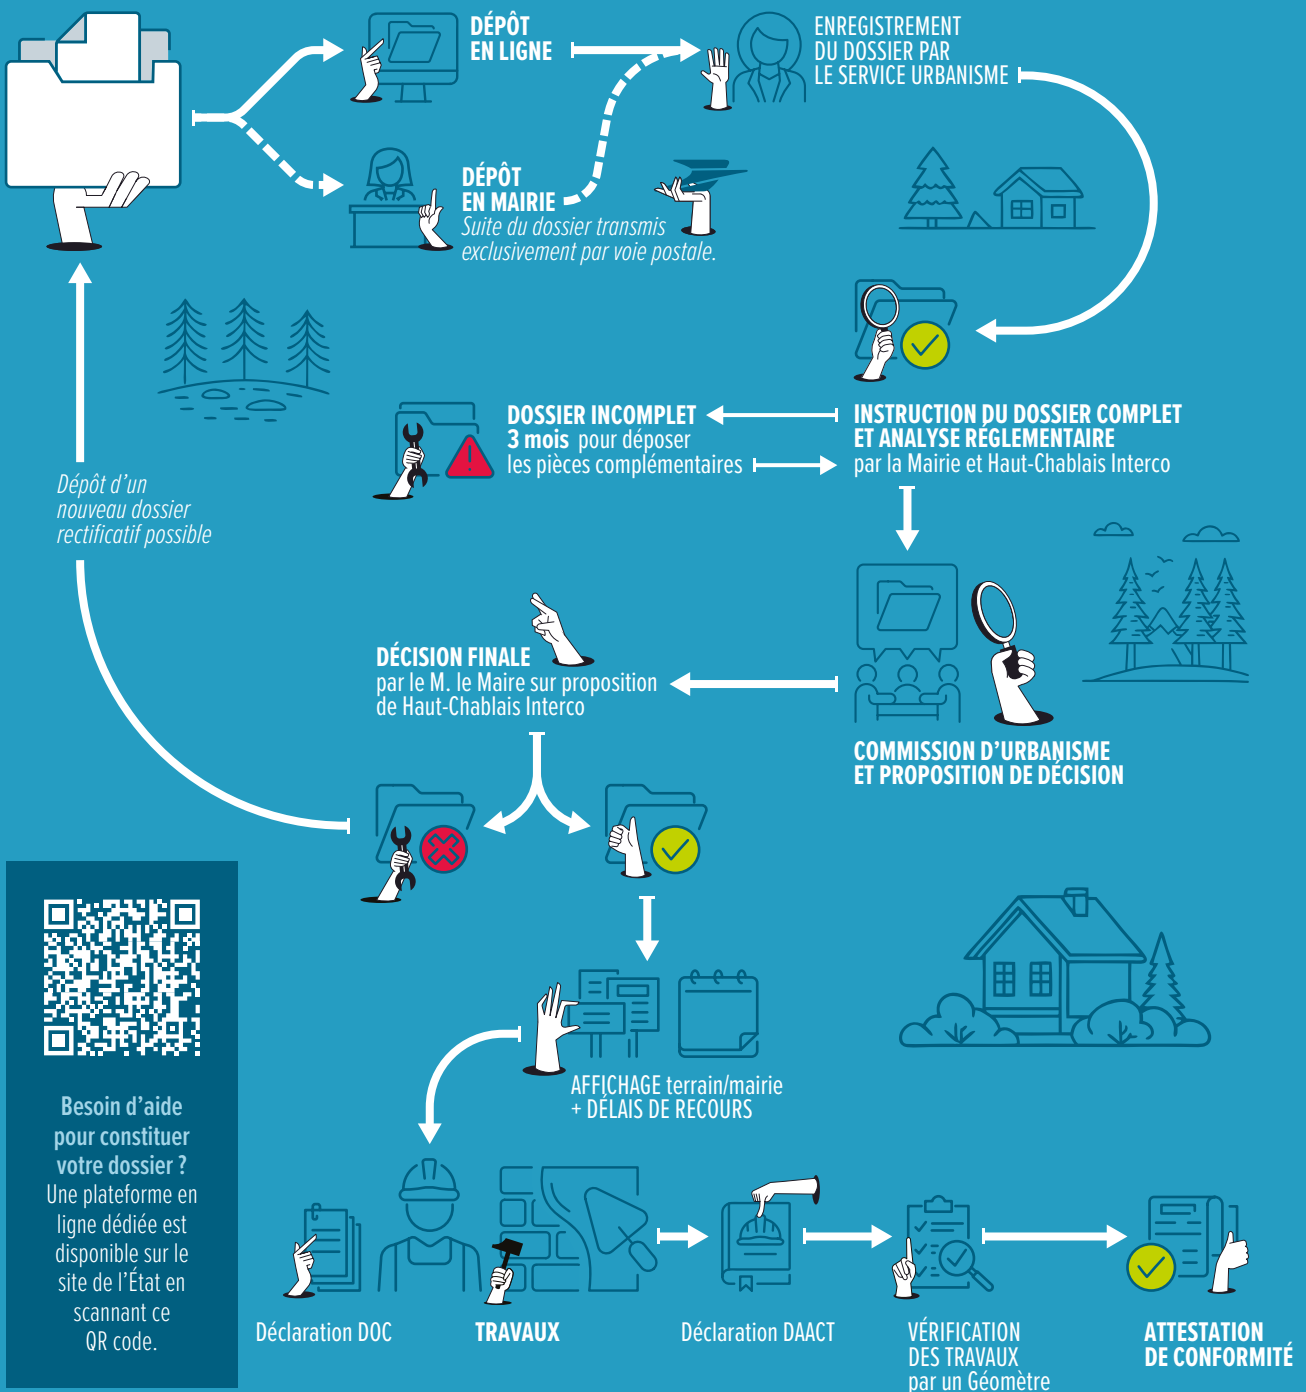 DÉPÔT
EN LIGNE
ENREGISTREMENT
DU DOSSIER PAR
LE SERVICE URBANISME
DÉPÔT
EN MAIRIE
Suite du dossier transmis
exclusivement par voie postale.
DOSSIER INCOMPLET
3 mois pour déposer
les pièces complémentaires
INSTRUCTION DU DOSSIER COMPLET
ET ANALYSE RÉGLEMENTAIRE
par la Mairie et Haut-Chablais Interco
Dépôt d’un
nouveau dossier
rectificatif possible
DÉCISION FINALE
par le M. le Maire sur proposition
de Haut-Chablais Interco
COMMISSION D’URBANISME
ET PROPOSITION DE DÉCISION
AFFICHAGE terrain/mairie
+ DÉLAIS DE RECOURS
Besoin d’aide
pour constituer
votre dossier ?
Une plateforme en
ligne dédiée est
disponible sur le
site de l’État en
scannant ce
QR code.
Déclaration DOC
TRAVAUX
Déclaration DAACT
VÉRIFICATION
DES TRAVAUX
par un Géomètre
ATTESTATION
DE CONFORMITÉ